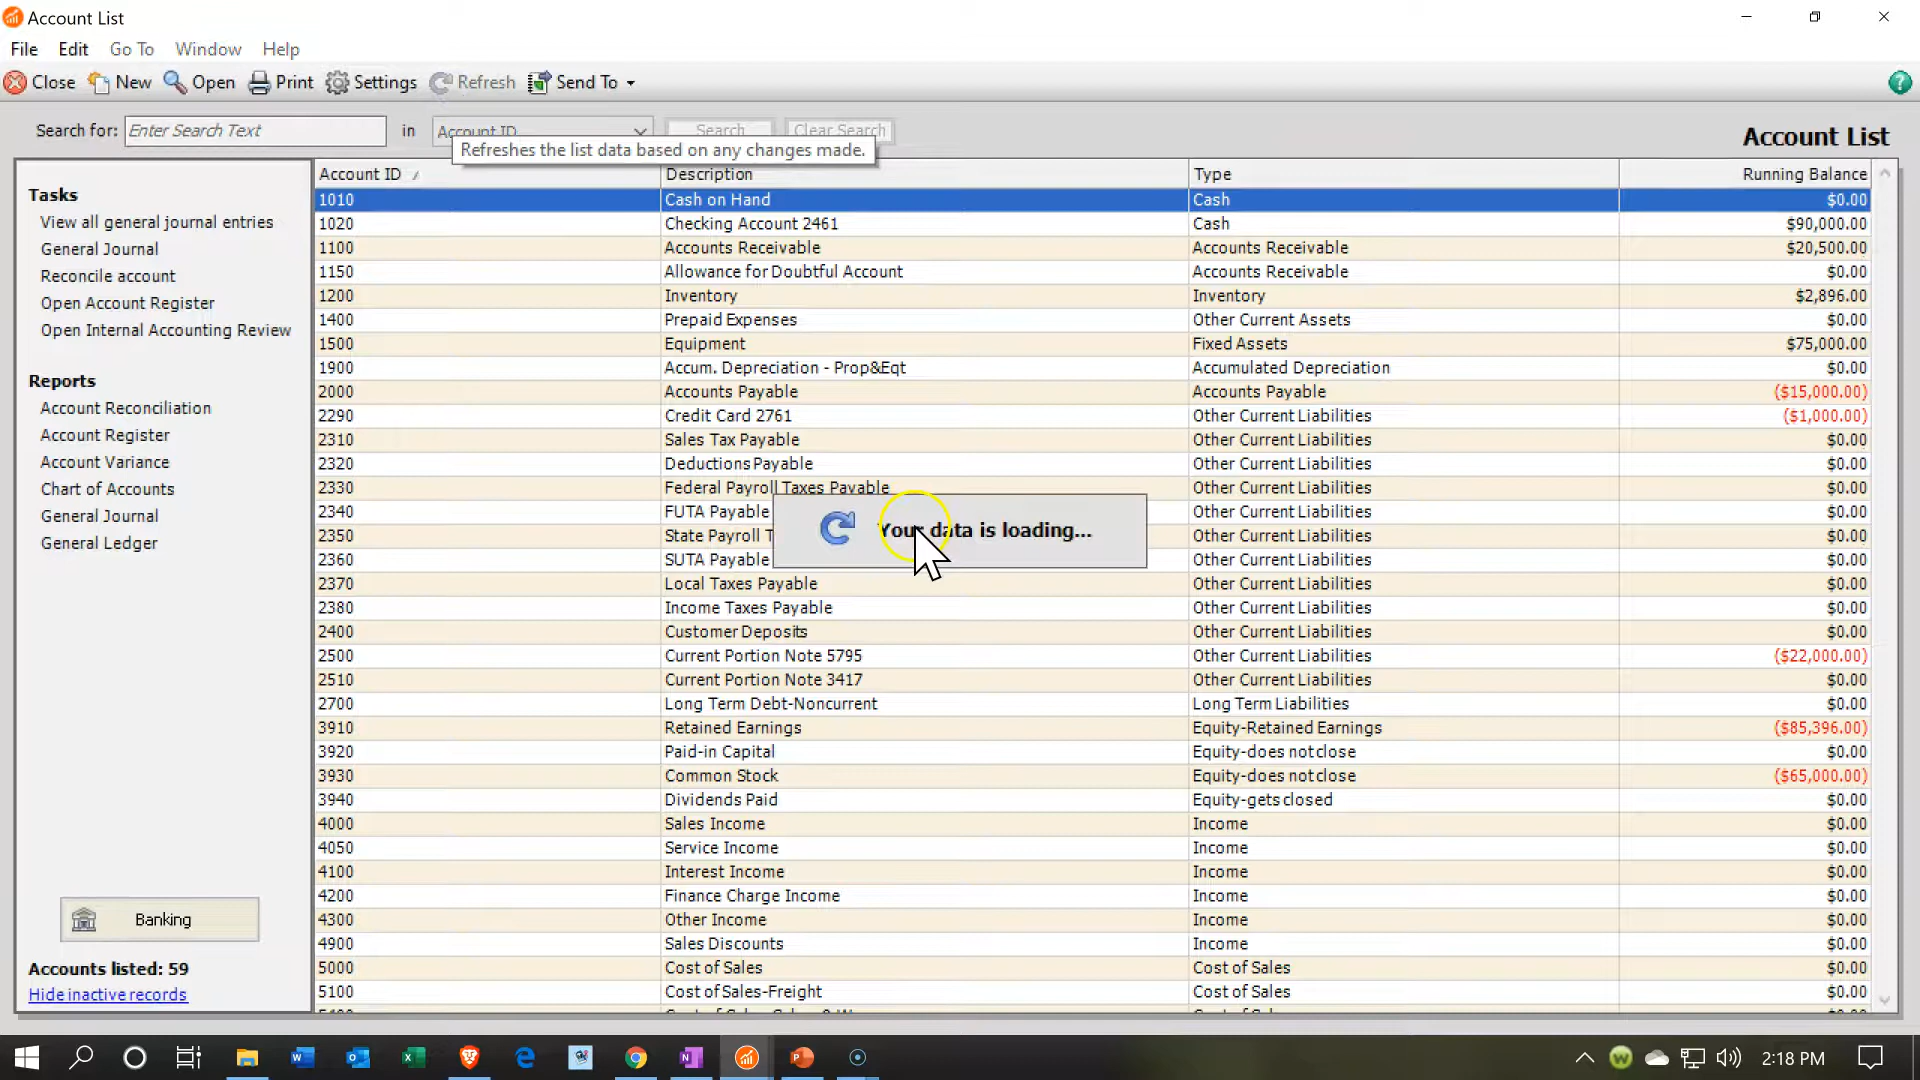 Account List
File Edit Go To Window Help
Close New Open Print Settings Refresh Send To
Search for: Enter Search Text in Account ID Search Clear Search
Account List
Refreshes the list data based on any changes made.
Tasks
View all general journal entries
General Journal
Reconcile account
Open Account Register
Open Internal Accounting Review
Reports
Account Reconciliation
Account Register
Account Variance
Chart of Accounts
General Journal
General Ledger
Banking
Accounts listed: 59
Hide inactive records
Account ID Description Type Running Balance
1010 Cash on Hand Cash $0.00
1020 Checking Account 2461 Cash $90,000.00
1100 Accounts Receivable Accounts Receivable $20,500.00
1150 Allowance for Doubtful Account Accounts Receivable $0.00
1200 Inventory Inventory $2,896.00
1400 Prepaid Expenses Other Current Assets $0.00
1500 Equipment Fixed Assets $75,000.00
1900 Accum. Depreciation - Prop&Eqt Accumulated Depreciation $0.00
2000 Accounts Payable Accounts Payable ($15,000.00)
2290 Credit Card 2761 Other Current Liabilities ($1,000.00)
2310 Sales Tax Payable Other Current Liabilities $0.00
2320 Deductions Payable Other Current Liabilities $0.00
2330 Federal Payroll Taxes Payable Other Current Liabilities $0.00
2340 FUTA Payable Other Current Liabilities $0.00
Your data is loading...
2350 State Payroll T Other Current Liabilities $0.00
2360 SUTA Payable Other Current Liabilities $0.00
2370 Local Taxes Payable Other Current Liabilities $0.00
2380 Income Taxes Payable Other Current Liabilities $0.00
2400 Customer Deposits Other Current Liabilities $0.00
2500 Current Portion Note 5795 Other Current Liabilities ($22,000.00)
2510 Current Portion Note 3417 Other Current Liabilities $0.00
2700 Long Term Debt-Noncurrent Long Term Liabilities $0.00
3910 Retained Earnings Equity-Retained Earnings ($85,396.00)
3920 Paid-in Capital Equity-does not close $0.00
3930 Common Stock Equity-does not close ($65,000.00)
3940 Dividends Paid Equity-gets closed $0.00
4000 Sales Income Income $0.00
4050 Service Income Income $0.00
4100 Interest Income Income $0.00
4200 Finance Charge Income Income $0.00
4300 Other Income Income $0.00
4900 Sales Discounts Income $0.00
5000 Cost of Sales Cost of Sales $0.00
5100 Cost of Sales-Freight Cost of Sales $0.00
2:18 PM